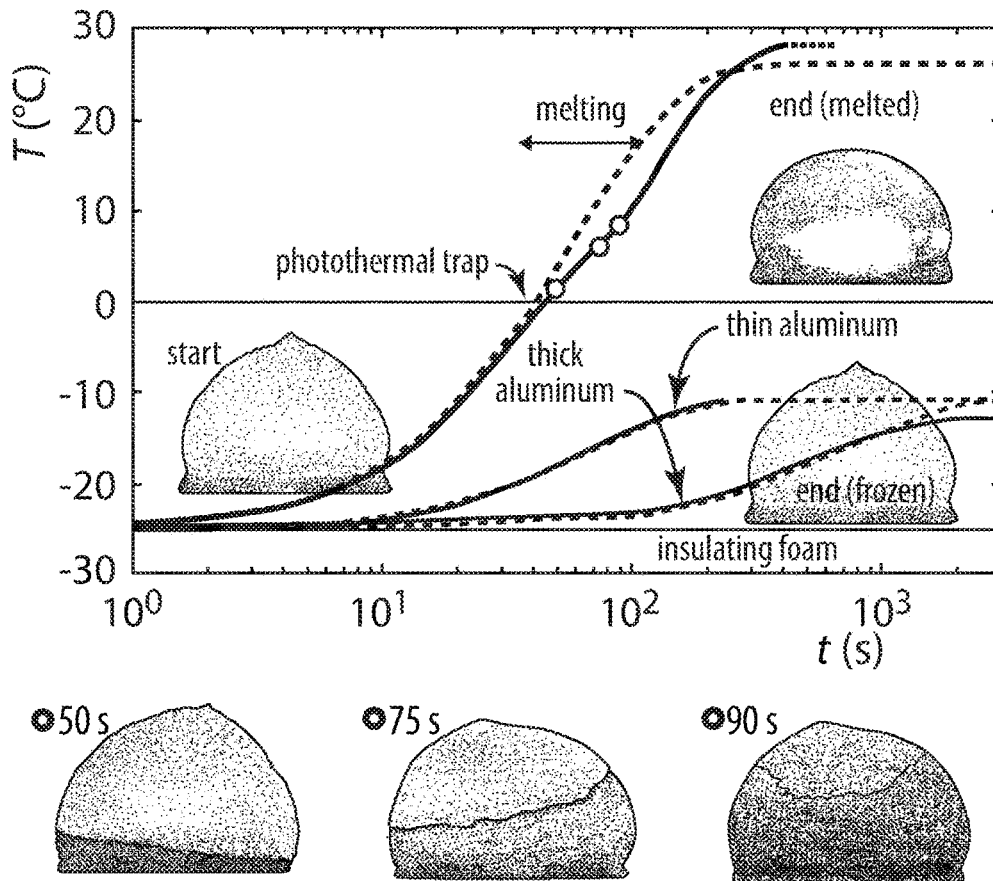 30
20
10
0
-10
-20
-30
T (°C)
melting
end (melted)
photothermal trap
start
thick
aluminum
thin aluminum
end (frozen)
insulating foam
10⁰
10¹
10²
10³
t (s)
50 s
75 s
90 s